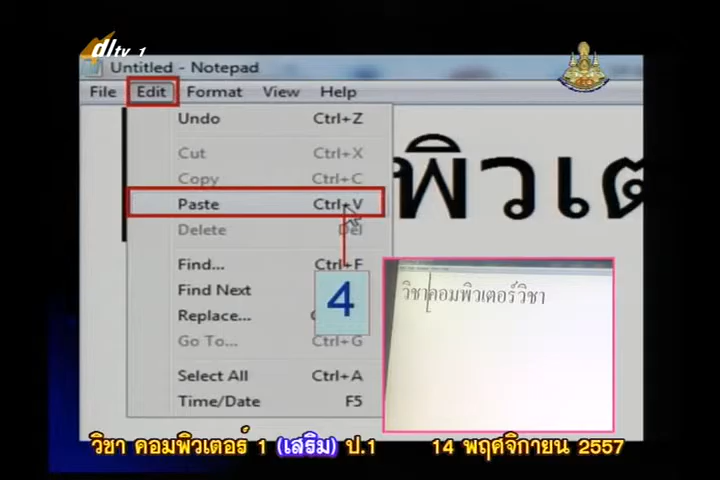 dltv 1
Untitled - Notepad
File Edit Format View Help
Undo Ctrl+Z
Cut Ctrl+X
Copy Ctrl+C
Paste Ctrl+V
Delete Del
Find... Ctrl+F
Find Next
Replace...
Go To... Ctrl+G
Select All Ctrl+A
Time/Date F5
พิวเต
4
วิชาคอมพิวเตอร์วิชา
วิชา คอมพิวเตอร์ 1 (เสริม) ป.1 14 พฤศจิกายน 2557